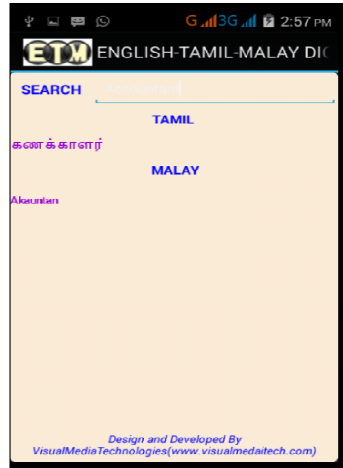 G 3G 2:57 PM
ETM ENGLISH-TAMIL-MALAY DIC
SEARCH
TAMIL
கணக்காளர்
MALAY
Akauntan
Design and Developed By
VisualMediaTechnologies(www.visualmedaitech.com)